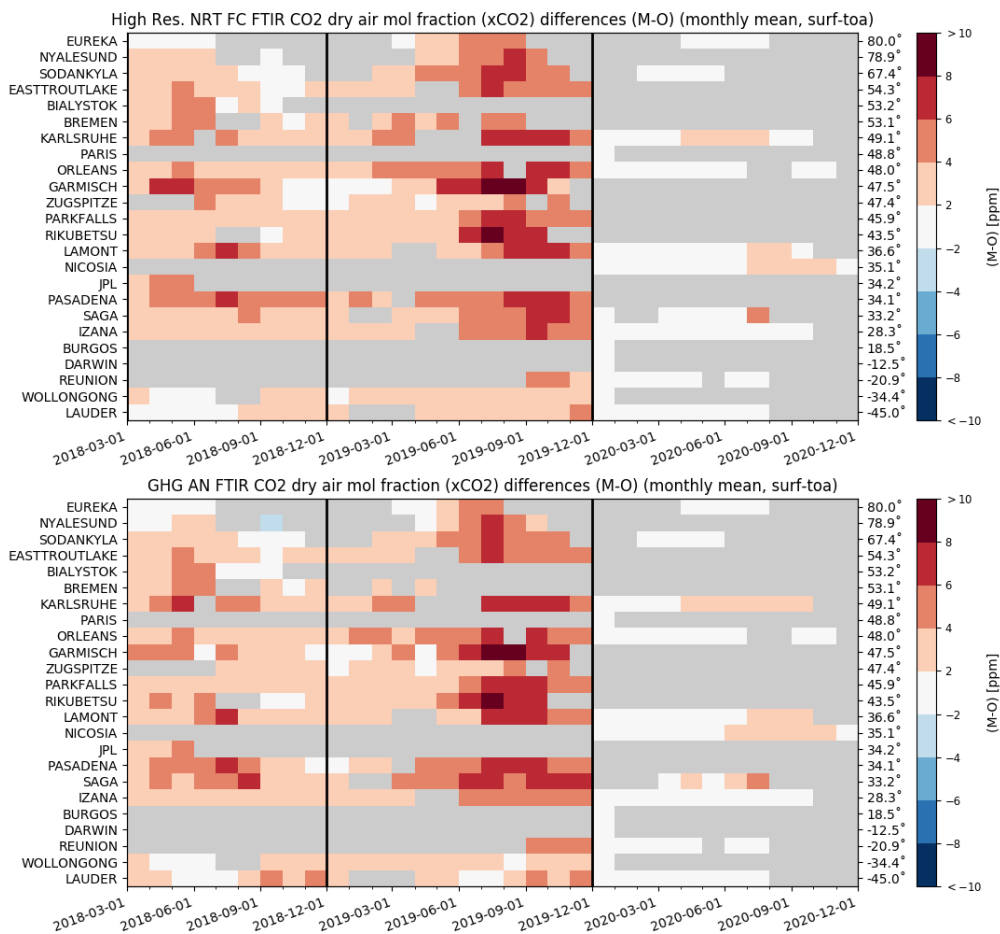 High Res. NRT FC FTIR CO2 dry air mol fraction (xCO2) differences (M-O) (monthly mean, surf-toa)
EUREKA 80.0˚
NYALESUND 78.9˚
SODANKYLA 67.4˚
EASTTROUTLAKE 54.3˚
BIALYSTOK 53.2˚
BREMEN 53.1˚
KARLSRUHE 49.1˚
PARIS 48.8˚
ORLEANS 48.0˚
GARMISCH 47.5˚
ZUGSPITZE 47.4˚
PARKFALLS 45.9˚
RIKUBETSU 43.5˚
LAMONT 36.6˚
NICOSIA 35.1˚
JPL 34.2˚
PASADENA 34.1˚
SAGA 33.2˚
IZANA 28.3˚
BURGOS 18.5˚
DARWIN -12.5˚
REUNION -20.9˚
WOLLONGONG -34.4˚
LAUDER -45.0˚
2018-03-01 2018-06-01 2018-09-01 2018-12-01 2019-03-01 2019-06-01 2019-09-01 2019-12-01 2020-03-01 2020-06-01 2020-09-01 2020-12-01
> 10
8
6
4
2
−2
−4
−6
−8
< −10
(M-O) [ppm]
GHG AN FTIR CO2 dry air mol fraction (xCO2) differences (M-O) (monthly mean, surf-toa)
EUREKA 80.0˚
NYALESUND 78.9˚
SODANKYLA 67.4˚
EASTTROUTLAKE 54.3˚
BIALYSTOK 53.2˚
BREMEN 53.1˚
KARLSRUHE 49.1˚
PARIS 48.8˚
ORLEANS 48.0˚
GARMISCH 47.5˚
ZUGSPITZE 47.4˚
PARKFALLS 45.9˚
RIKUBETSU 43.5˚
LAMONT 36.6˚
NICOSIA 35.1˚
JPL 34.2˚
PASADENA 34.1˚
SAGA 33.2˚
IZANA 28.3˚
BURGOS 18.5˚
DARWIN -12.5˚
REUNION -20.9˚
WOLLONGONG -34.4˚
LAUDER -45.0˚
2018-03-01 2018-06-01 2018-09-01 2018-12-01 2019-03-01 2019-06-01 2019-09-01 2019-12-01 2020-03-01 2020-06-01 2020-09-01 2020-12-01
> 10
8
6
4
2
−2
−4
−6
−8
< −10
(M-O) [ppm]